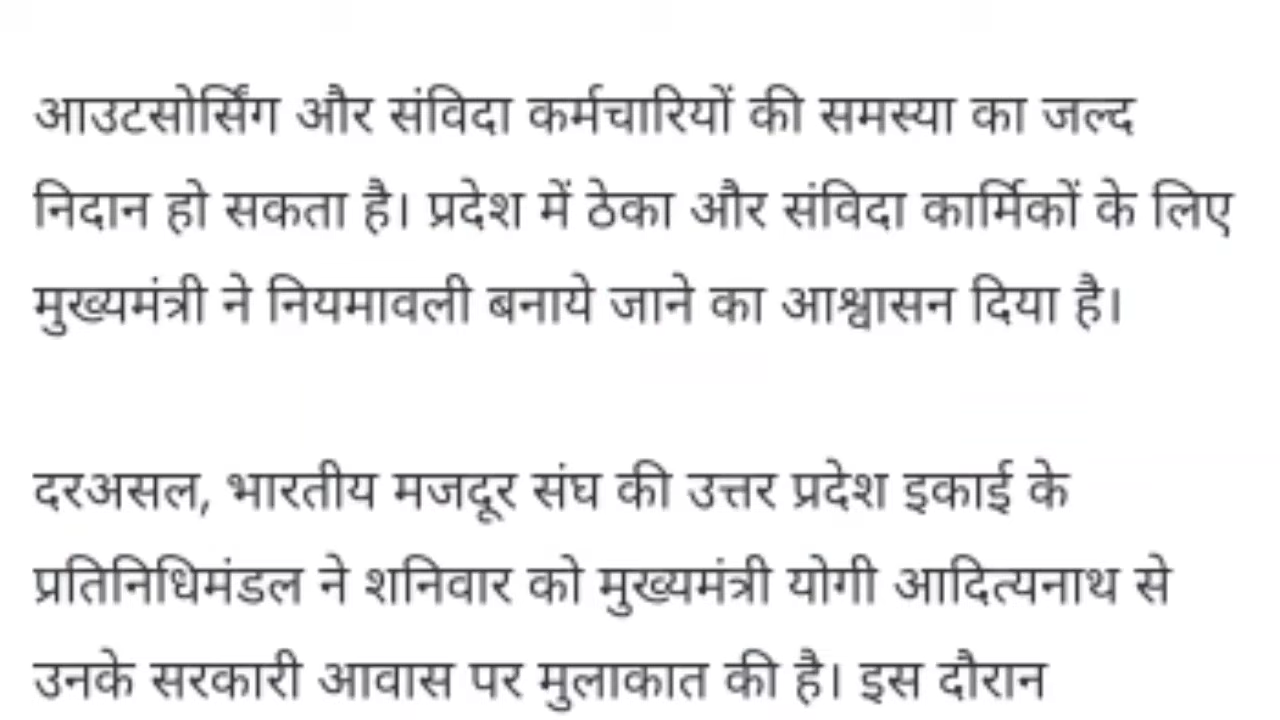 आउटसोर्सिंग और संविदा कर्मचारियों की समस्या का जल्द
निदान हो सकता है। प्रदेश में ठेका और संविदा कार्मिकों के लिए
मुख्यमंत्री ने नियमावली बनाये जाने का आश्वासन दिया है।
दरअसल, भारतीय मजदूर संघ की उत्तर प्रदेश इकाई के
प्रतिनिधिमंडल ने शनिवार को मुख्यमंत्री योगी आदित्यनाथ से
उनके सरकारी आवास पर मुलाकात की है। इस दौरान